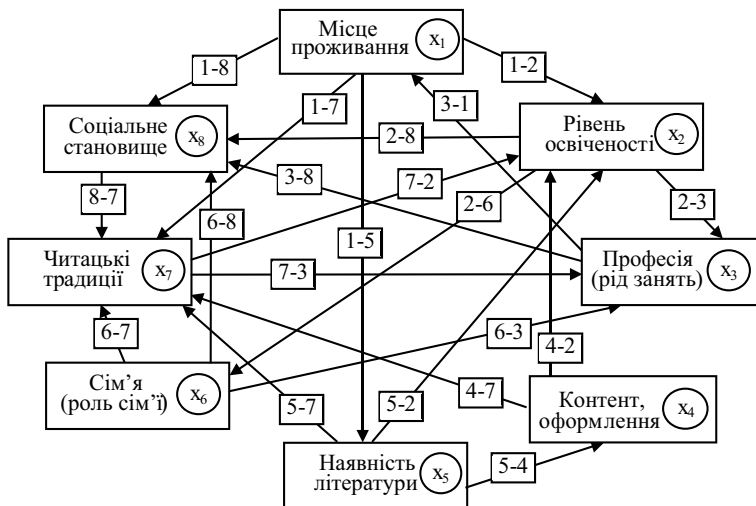 Місце
проживання
x₁
1-8
1-2
1-7
3-1
Соціальне
становище
x₈
2-8
Рівень
освіченості
x₂
3-8
7-2
8-7
6-8
2-6
2-3
1-5
Читацькі
традиції
x₇
7-3
Професія
(рід занять)
x₃
6-7
6-3
4-2
Сім’я
(роль сім’ї)
x₆
5-7
5-2
4-7
Контент,
оформлення
x₄
Наявність
літератури
x₅
5-4